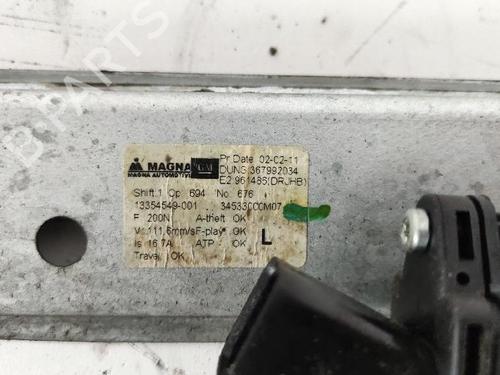 B-PARTS
MAGNA GM Pr.Date 02-02-11
MAGNA AUTOMOTIVE DUNS 367992034
E2 961485(DRJHB)
Shift.1 Op. 694 No. 676
13354549-001
F 200N A-theft OK
V 111,6mm/s F-play OK
Is 16.7A ATP OK L
Travel OK